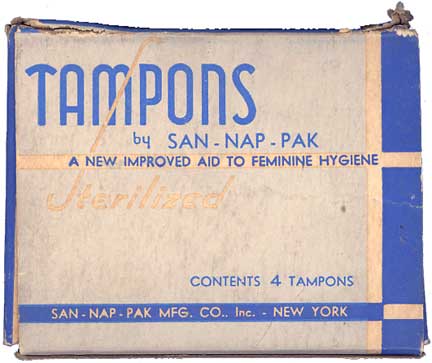 TAMPONS
by SAN-NAP-PAK
A NEW IMPROVED AID TO FEMININE HYGIENE
Sterilized
CONTENTS 4 TAMPONS
SAN-NAP-PAK MFG. CO., Inc. - NEW YORK